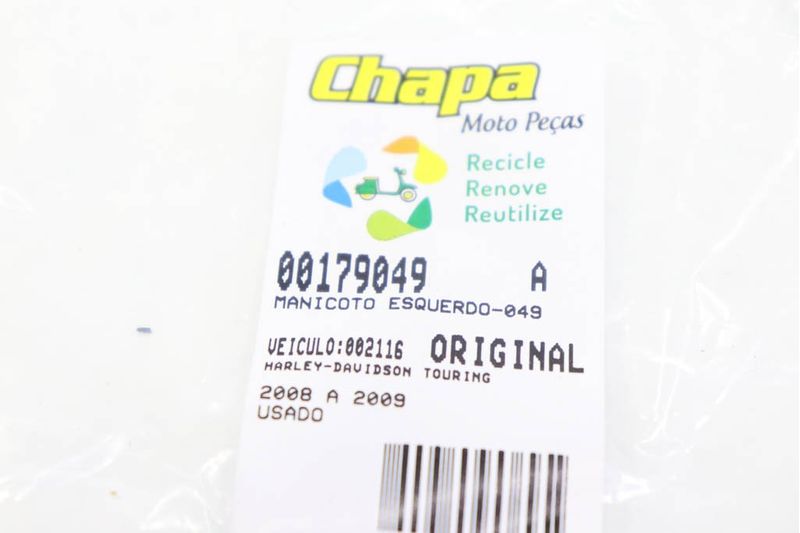 Chapa
Moto Peças
Recicle
Renove
Reutilize
00179049 A
MANICOTO ESQUERDO-049
VEICULO:002116 ORIGINAL
HARLEY-DAVIDSON TOURING
2008 A 2009
USADO